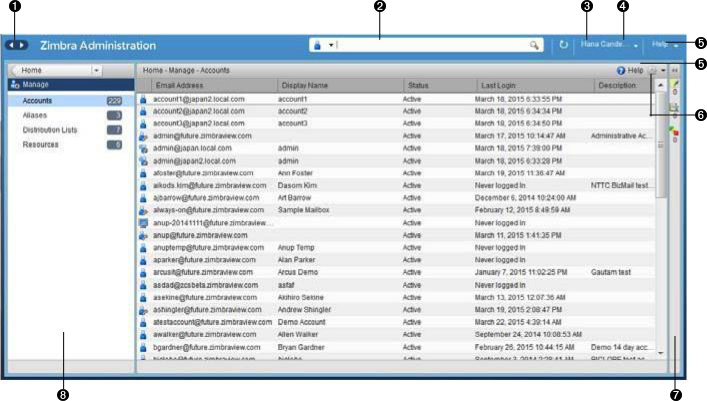 1 2 3 4
Zimbra Administration Hana Cande... Help 5
Home Home - Manage - Accounts Help 5
Manage Email Address Display Name Status Last Login Description
Accounts 229 account1@japan2.local.com account1 Active March 18, 2015 6:33:55 PM 0
Aliases 3 account2@japan2.local.com account2 Active March 18, 2015 6:34:34 PM 0 6
Distribution Lists 7 account3@japan2.local.com account3 Active March 18, 2015 6:34:50 PM
Resources 6 admin@future.zimbraview.com Active March 17, 2015 10:14:47 AM Administrative Ac... 0
admin@japan.local.com admin Active March 18, 2015 7:39:00 PM
admin@japan2.local.com admin Active March 18, 2015 6:33:28 PM
afoster@future.zimbraview.com Ann Foster Active March 19, 2015 11:36:47 AM
aikods.kim@future.zimbraview.com Dasom Kim Active Never logged in NTTC BizMail test...
ajbarrow@future.zimbraview.com Art Barrow Active December 6, 2014 10:24:00 AM
always-on@future.zimbraview.com Sample Mailbox Active February 12, 2015 8:49:59 AM
anup-20141111@future.zimbraview.... Active Never logged in
anup@future.zimbraview.com Active March 11, 2015 1:41:35 PM
anuptemp@future.zimbraview.com Anup Temp Active Never logged in
aparker@future.zimbraview.com Alan Parker Active Never logged in
arcusit@future.zimbraview.com Arcus Demo Active January 7, 2015 11:02:25 PM Gautam test
asdad@zcsbeta.zimbraview.com asfaf Active Never logged in
asekine@future.zimbraview.com Akihiro Sekine Active March 13, 2015 12:07:36 AM
ashingler@future.zimbraview.com Andrew Shingler Active March 19, 2015 2:08:47 PM
atestaccount@future.zimbraview.com Demo Account Active March 22, 2015 4:39:14 AM
awalker@future.zimbraview.com Allen Walker Active September 24, 2014 10:08:53 AM
bgardner@future.zimbraview.com Bryan Gardner Active February 26, 2015 10:44:15 AM Demo 14 day acc...
8 7